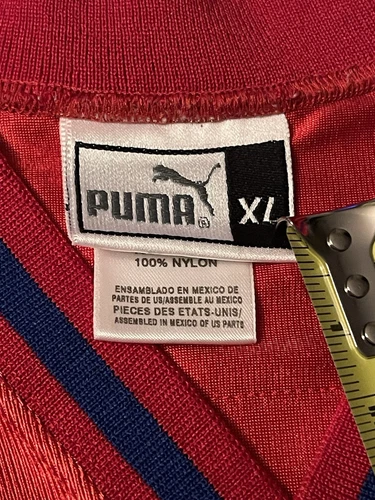 PUMA® XL
100% NYLON
ENSAMBLADO EN MEXICO DE
PARTES DE US/ASSEMBLE AU MEXICO
PIECES DES ETATS-UNIS/
ASSEMBLED IN MEXICO OF US PARTS